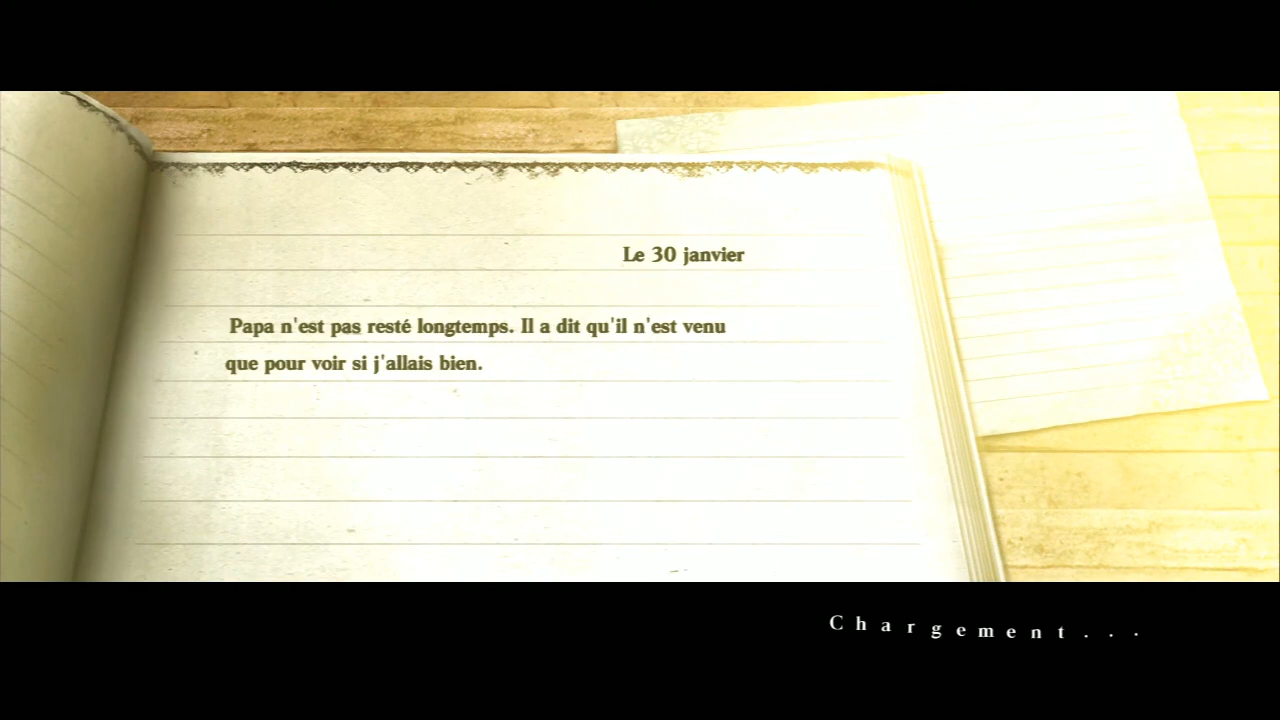 Le 30 janvier
Papa n'est pas resté longtemps. Il a dit qu'il n'est venu
que pour voir si j'allais bien.
Chargement...